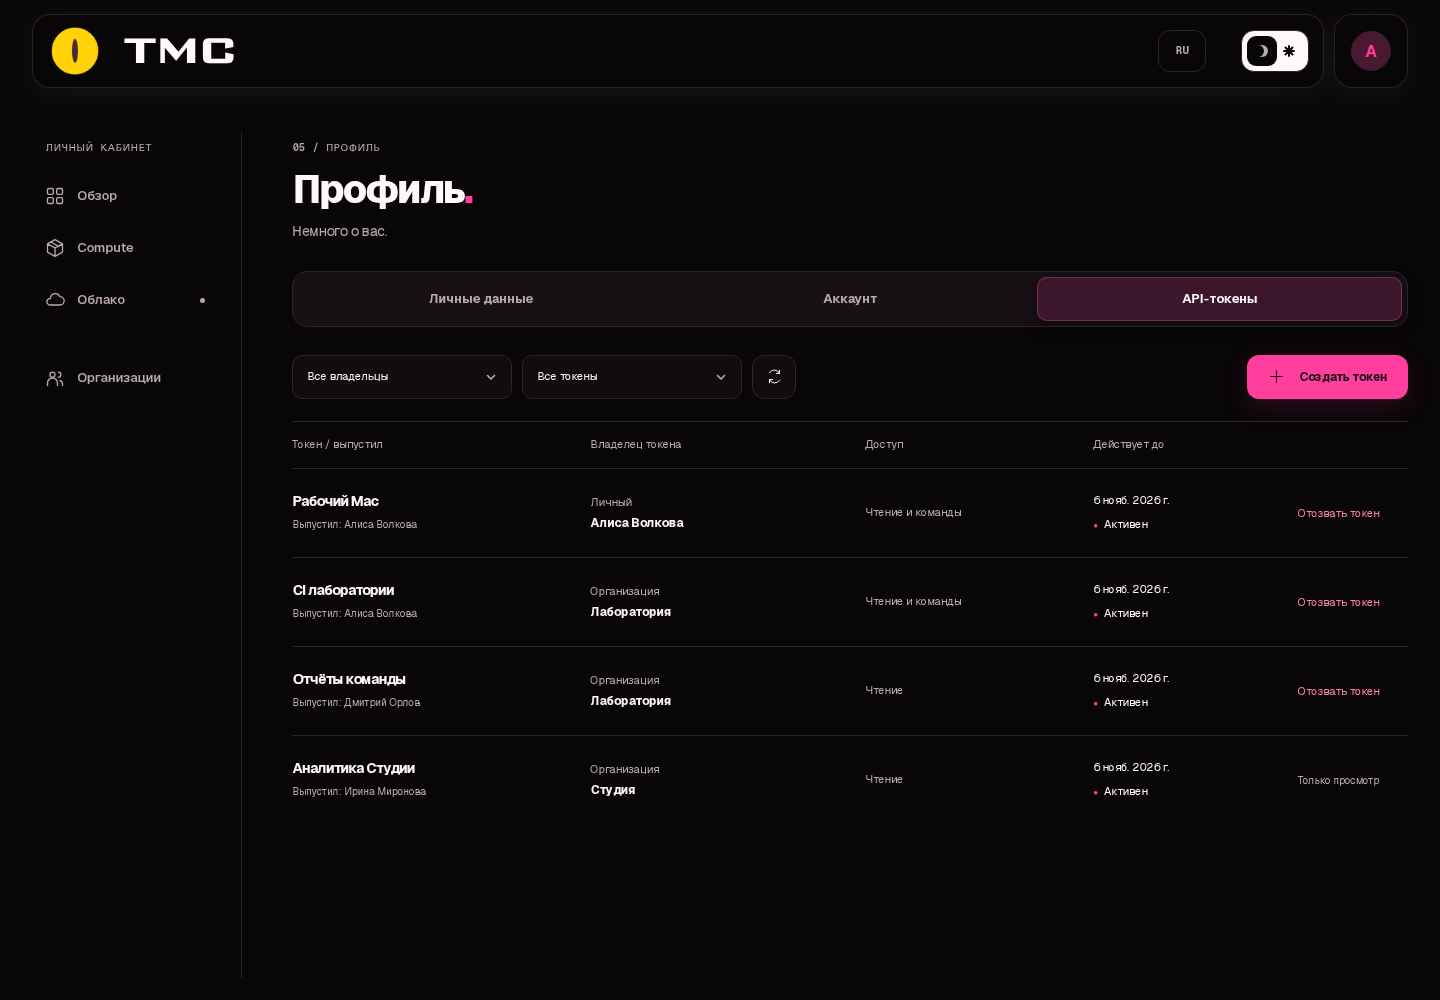 TMC
RU
A
ЛИЧНЫЙ КАБИНЕТ
Обзор
Compute
Облако
Организации
05 / ПРОФИЛЬ
Профиль.
Немного о вас.
Личные данные
Аккаунт
API-токены
Все владельцы
Все токены
Создать токен
Токен / выпустил
Владелец токена
Доступ
Действует до
Рабочий Mac
Выпустил: Алиса Волкова
Личный
Алиса Волкова
Чтение и команды
6 нояб. 2026 г.
Активен
Отозвать токен
CI лаборатории
Выпустил: Алиса Волкова
Организация
Лаборатория
Чтение и команды
6 нояб. 2026 г.
Активен
Отозвать токен
Отчёты команды
Выпустил: Дмитрий Орлов
Организация
Лаборатория
Чтение
6 нояб. 2026 г.
Активен
Отозвать токен
Аналитика Студии
Выпустил: Ирина Миронова
Организация
Студия
Чтение
6 нояб. 2026 г.
Активен
Только просмотр